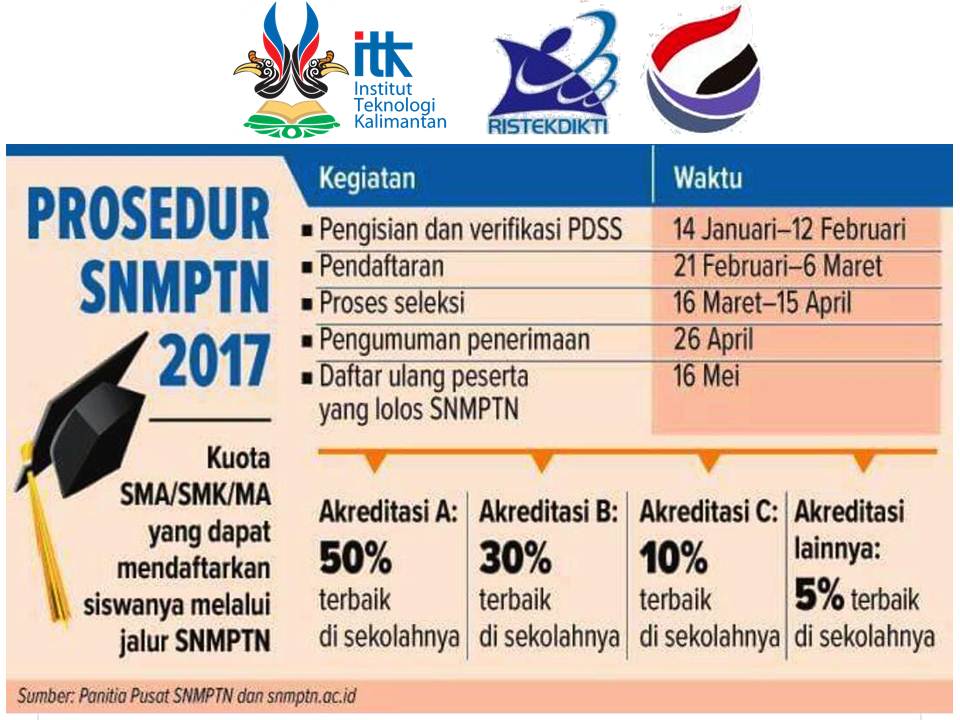 itk
Institut
Teknologi
Kalimantan
RISTEKDIKTI
PROSEDUR
SNMPTN
2017
Kegiatan Waktu
Pengisian dan verifikasi PDSS 14 Januari–12 Februari
Pendaftaran 21 Februari–6 Maret
Proses seleksi 16 Maret–15 April
Pengumuman penerimaan 26 April
Daftar ulang peserta 16 Mei
yang lolos SNMPTN
Kuota
SMA/SMK/MA
yang dapat
mendaftarkan
siswanya melalui
jalur SNMPTN
Akreditasi A:
50%
terbaik
di sekolahnya
Akreditasi B:
30%
terbaik
di sekolahnya
Akreditasi C:
10%
terbaik
di sekolahnya
Akreditasi
lainnya:
5% terbaik
di sekolahnya
Sumber: Panitia Pusat SNMPTN dan snmptn.ac.id